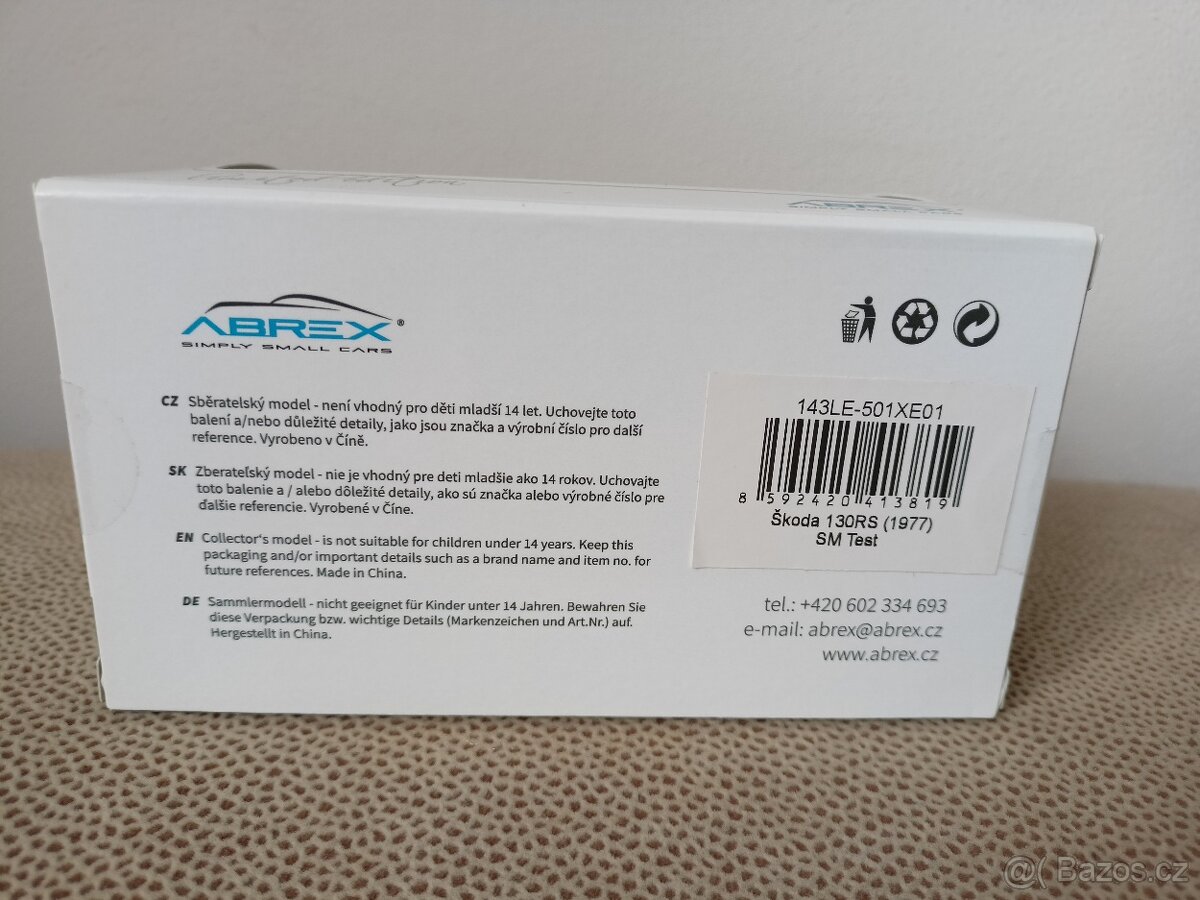 Limited edition
ABREX
SIMPLY SMALL CARS
ABREX®
SIMPLY SMALL CARS
CZ Sběratelský model - není vhodný pro děti mladší 14 let. Uchovejte toto
balení a/nebo důležité detaily, jako jsou značka a výrobní číslo pro další
reference. Vyrobeno v Číně.
SK Zberateľský model - nie je vhodný pre deti mladšie ako 14 rokov. Uchovajte
toto balenie a / alebo dôležité detaily, ako sú značka alebo výrobné číslo pre
ďalšie referencie. Vyrobené v Číne.
EN Collector's model - is not suitable for children under 14 years. Keep this
packaging and/or important details such as a brand name and item no. for
future references. Made in China.
DE Sammlermodell - nicht geeignet für Kinder unter 14 Jahren. Bewahren Sie
diese Verpackung bzw. wichtige Details (Markenzeichen und Art.Nr.) auf.
Hergestellt in China.
143LE-501XE01
8 592420 413819
Škoda 130RS (1977)
SM Test
tel.: +420 602 334 693
e-mail: abrex@abrex.cz
www.abrex.cz
@( Bazos.cz